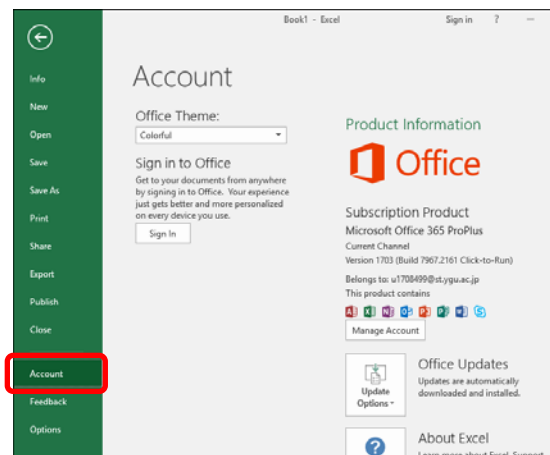 Book1 - Excel
Sign in
?
Info
New
Open
Save
Save As
Print
Share
Export
Publish
Close
Account
Feedback
Options
Account
Office Theme:
Colorful
Sign in to Office
Get to your documents from anywhere
by signing in to Office. Your experience
just gets better and more personalized
on every device you use.
Sign In
Product Information
Office
Subscription Product
Microsoft Office 365 ProPlus
Current Channel
Version 1703 (Build 7967.2161 Click-to-Run)
Belongs to: u1708499@st.ygu.ac.jp
This product contains
Manage Account
Update
Options
Office Updates
Updates are automatically
downloaded and installed.
?
About Excel
Learn more about Excel, Support,